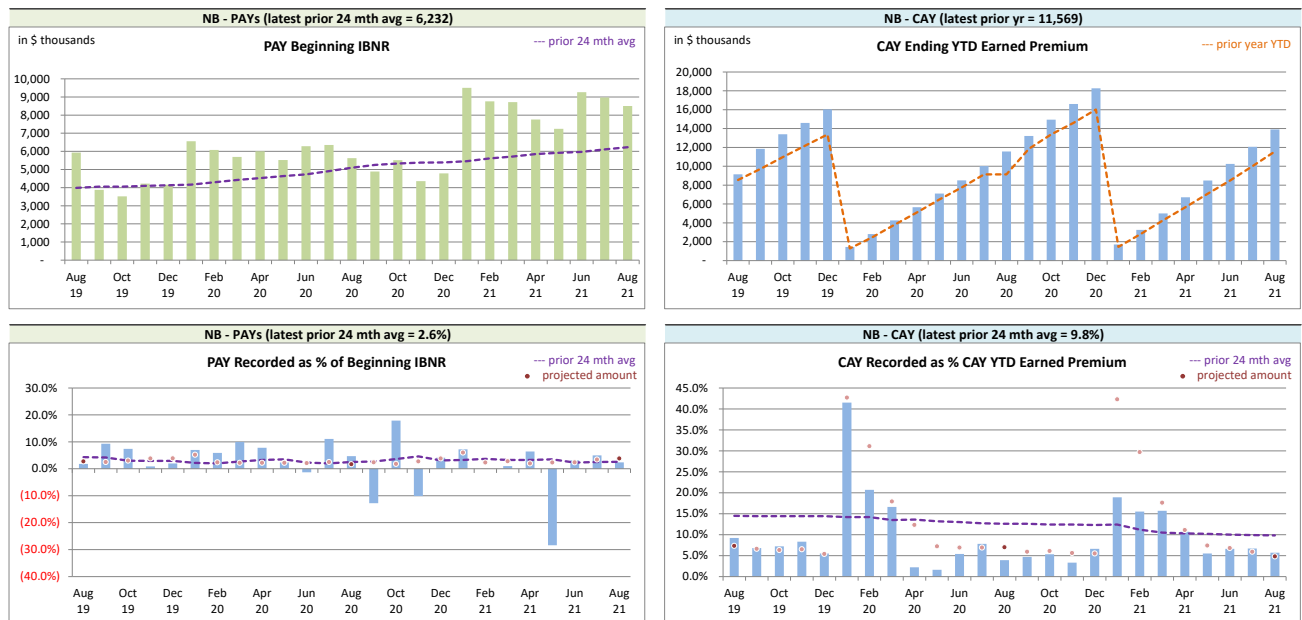 NB - PAYs (latest prior 24 mth avg = 6,232)
in $ thousands
PAY Beginning IBNR
--- prior 24 mth avg
10,000
9,000
8,000
7,000
6,000
5,000
4,000
3,000
2,000
1,000
-
Aug Oct Dec Feb Apr Jun Aug Oct Dec Feb Apr Jun Aug
19 19 19 20 20 20 20 20 20 21 21 21 21
NB - CAY (latest prior yr = 11,569)
in $ thousands
CAY Ending YTD Earned Premium
--- prior year YTD
20,000
18,000
16,000
14,000
12,000
10,000
8,000
6,000
4,000
2,000
-
Aug Oct Dec Feb Apr Jun Aug Oct Dec Feb Apr Jun Aug
19 19 19 20 20 20 20 20 20 21 21 21 21
NB - PAYs (latest prior 24 mth avg = 2.6%)
PAY Recorded as % of Beginning IBNR
--- prior 24 mth avg
• projected amount
30.0%
20.0%
10.0%
0.0%
(10.0%)
(20.0%)
(30.0%)
(40.0%)
Aug Oct Dec Feb Apr Jun Aug Oct Dec Feb Apr Jun Aug
19 19 19 20 20 20 20 20 20 21 21 21 21
NB - CAY (latest prior 24 mth avg = 9.8%)
CAY Recorded as % CAY YTD Earned Premium
--- prior 24 mth avg
• projected amount
45.0%
40.0%
35.0%
30.0%
25.0%
20.0%
15.0%
10.0%
5.0%
0.0%
Aug Oct Dec Feb Apr Jun Aug Oct Dec Feb Apr Jun Aug
19 19 19 20 20 20 20 20 20 21 21 21 21